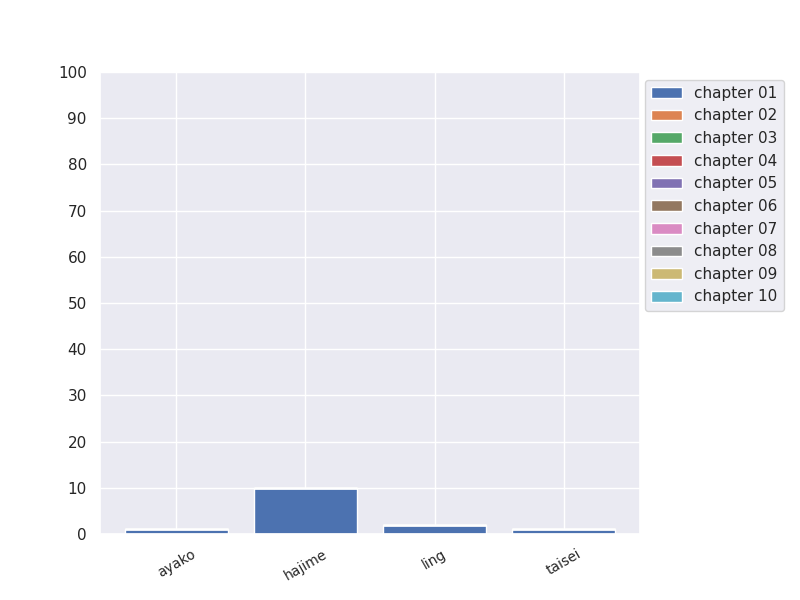 100
90
80
70
60
50
40
30
20
10
0
ayako
hajime
ling
taisei
chapter 01
chapter 02
chapter 03
chapter 04
chapter 05
chapter 06
chapter 07
chapter 08
chapter 09
chapter 10